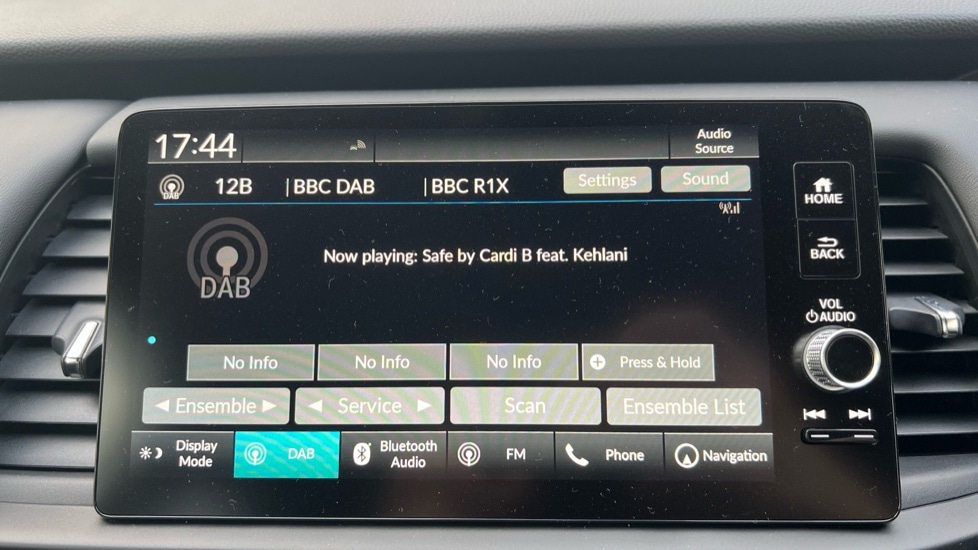 17:44
Audio
Source
DAB 12B | BBC DAB | BBC R1X Settings Sound
HOME
DAB
Now playing: Safe by Cardi B feat. Kehlani
BACK
VOL
AUDIO
No Info No Info No Info Press & Hold
Ensemble Service Scan Ensemble List
Display
Mode
DAB
Bluetooth
Audio
FM
Phone
Navigation